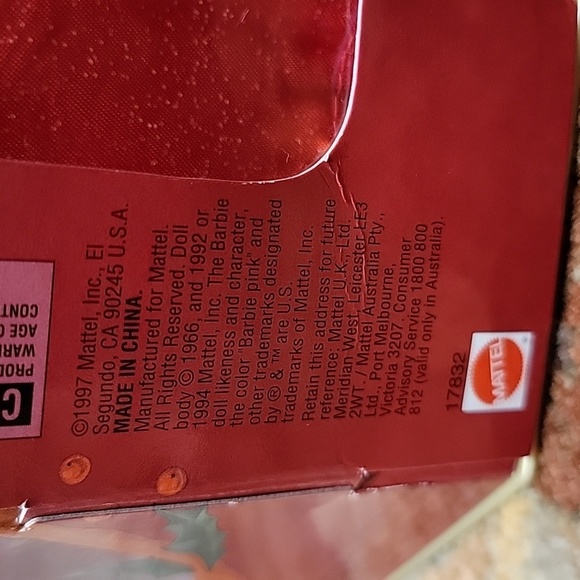 ©1997 Mattel, Inc., El
Segundo, CA 90245 U.S.A.
MADE IN CHINA.
Manufactured for Mattel.
All Rights Reserved. Doll
body © 1966, and 1992 or
1994 Mattel, Inc. The Barbie
doll likeness and character,
the color "Barbie pink" and
other trademarks designated
by ® & ™ are U.S.
trademarks of Mattel, Inc.
Retain this address for future
reference: Mattel U.K., Ltd.
Meridian West, Leicester LE3
2WT. / Mattel Australia Pty.,
Ltd., Port Melbourne,
Victoria 3207. Consumer
Advisory Service 1800 800
812 (valid only in Australia).
17832
MATTEL
PROD
WARN
AGE
CONT